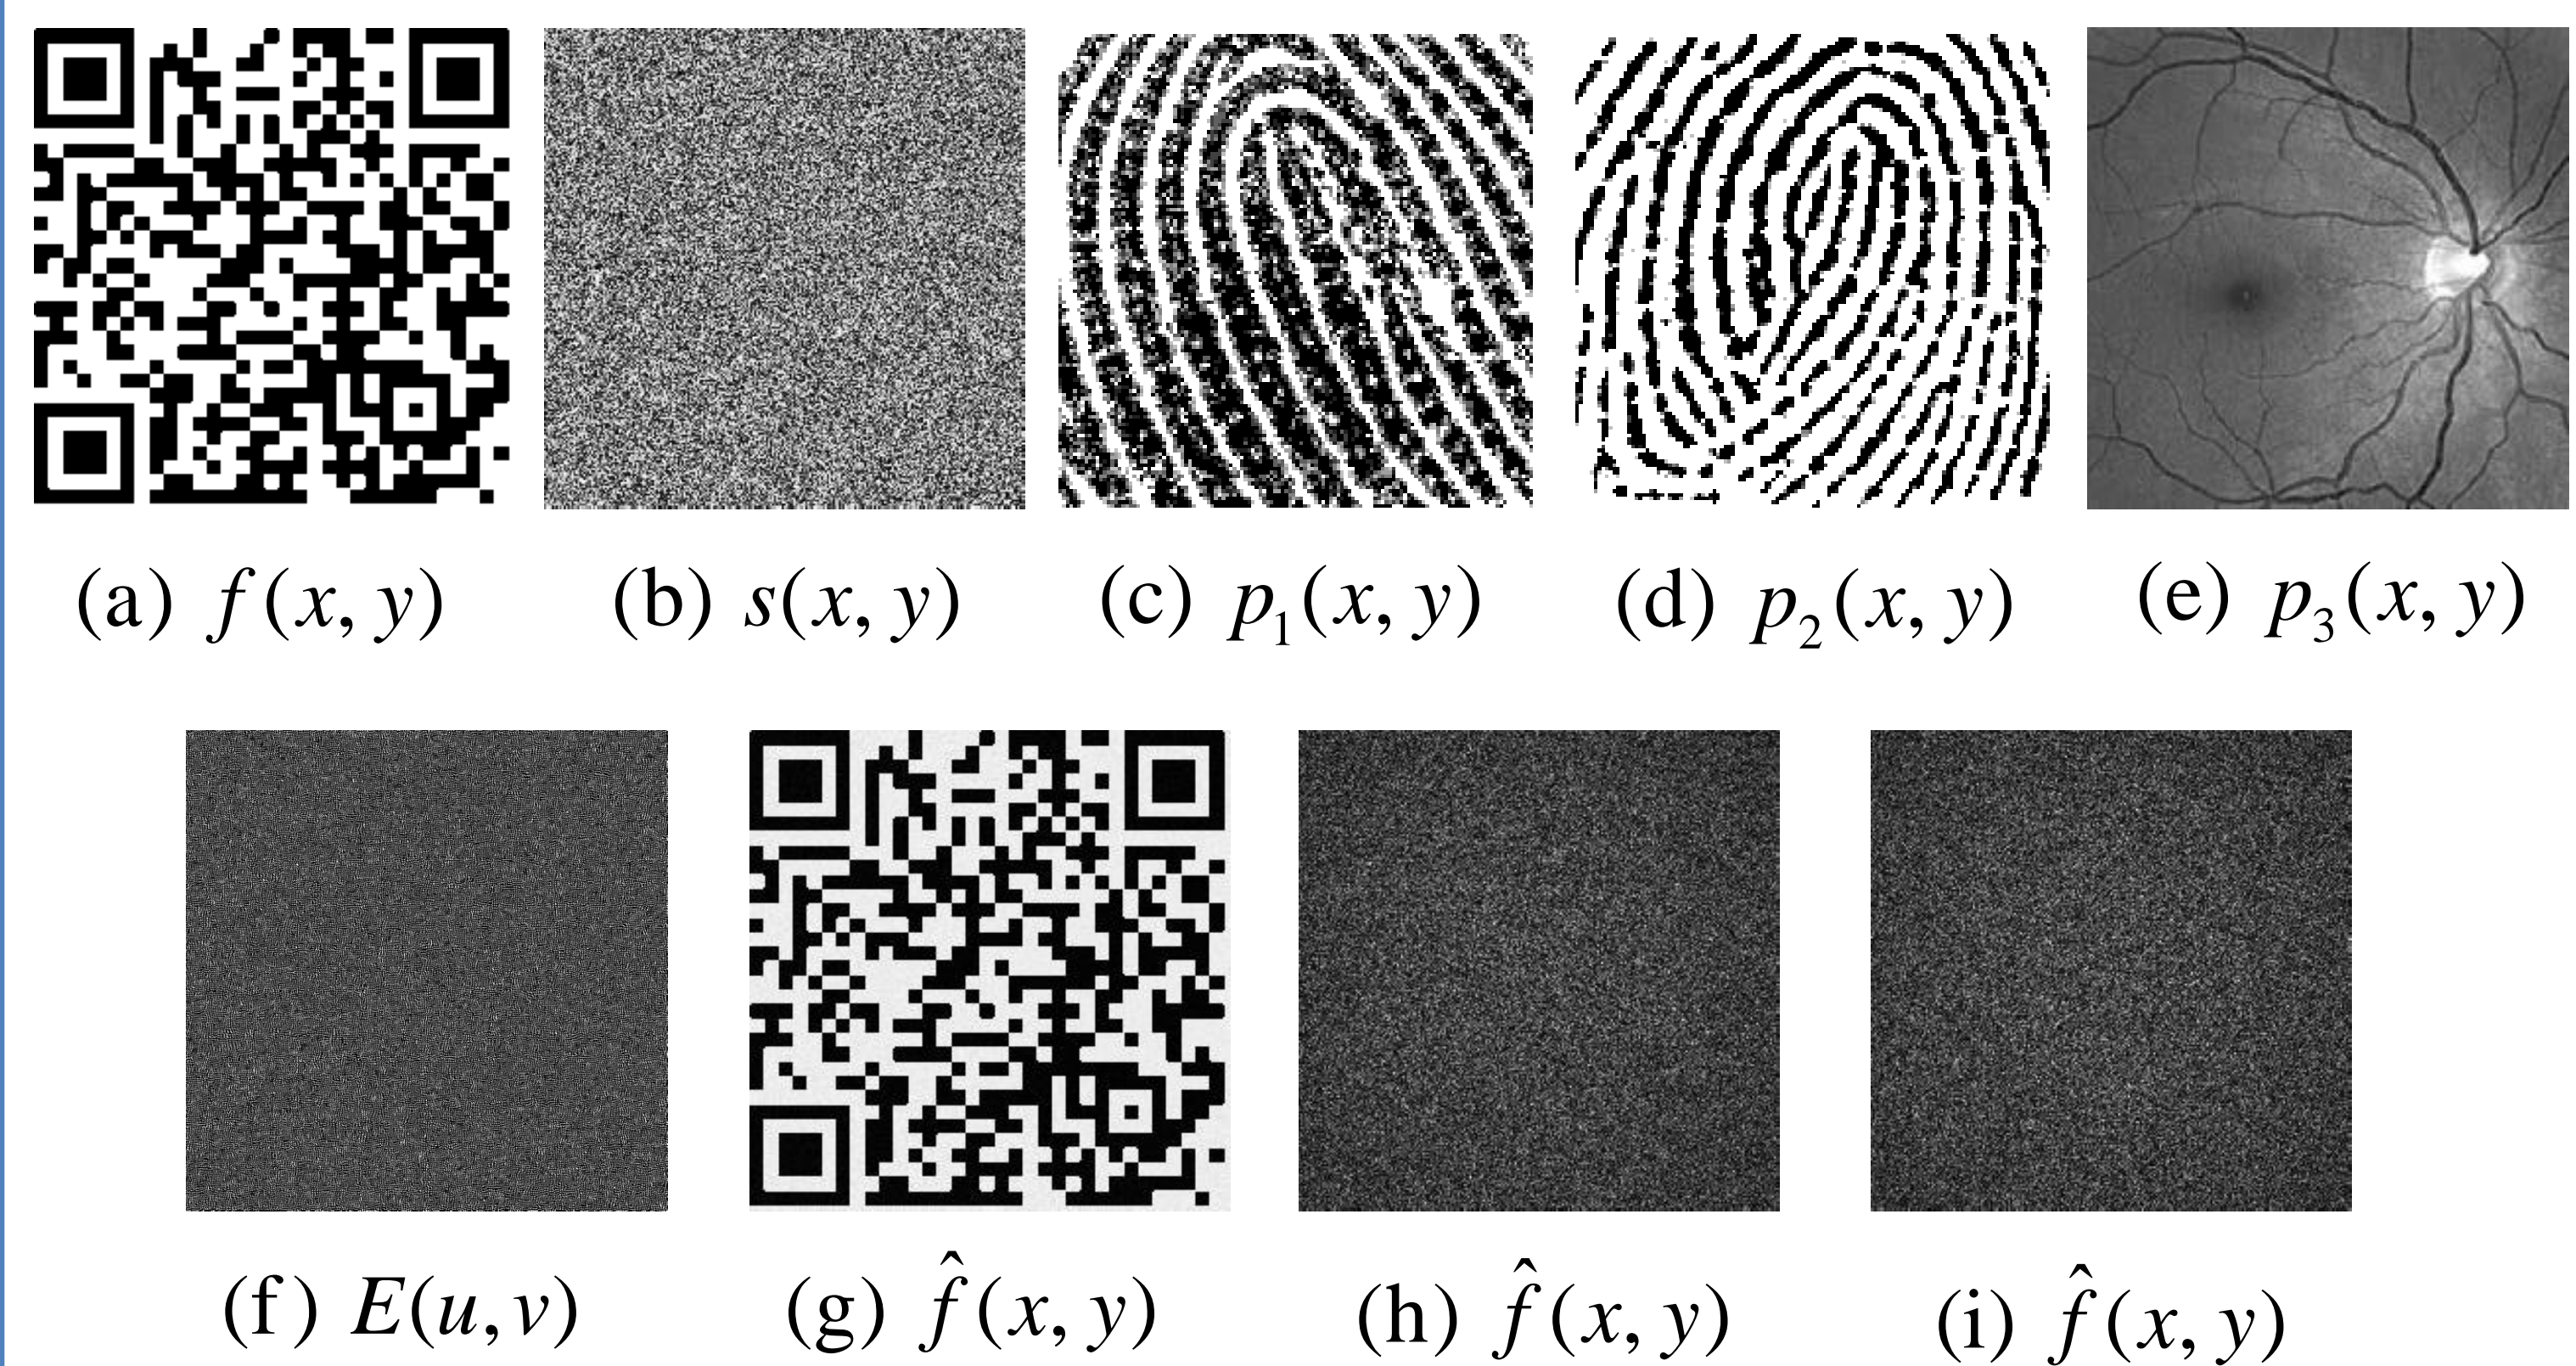 (a) f(x, y) (b) s(x, y) (c) p₁(x, y) (d) p₂(x, y) (e) p₃(x, y)
(f) E(u,v) (g) f̂(x, y) (h) f̂(x, y) (i) f̂(x, y)